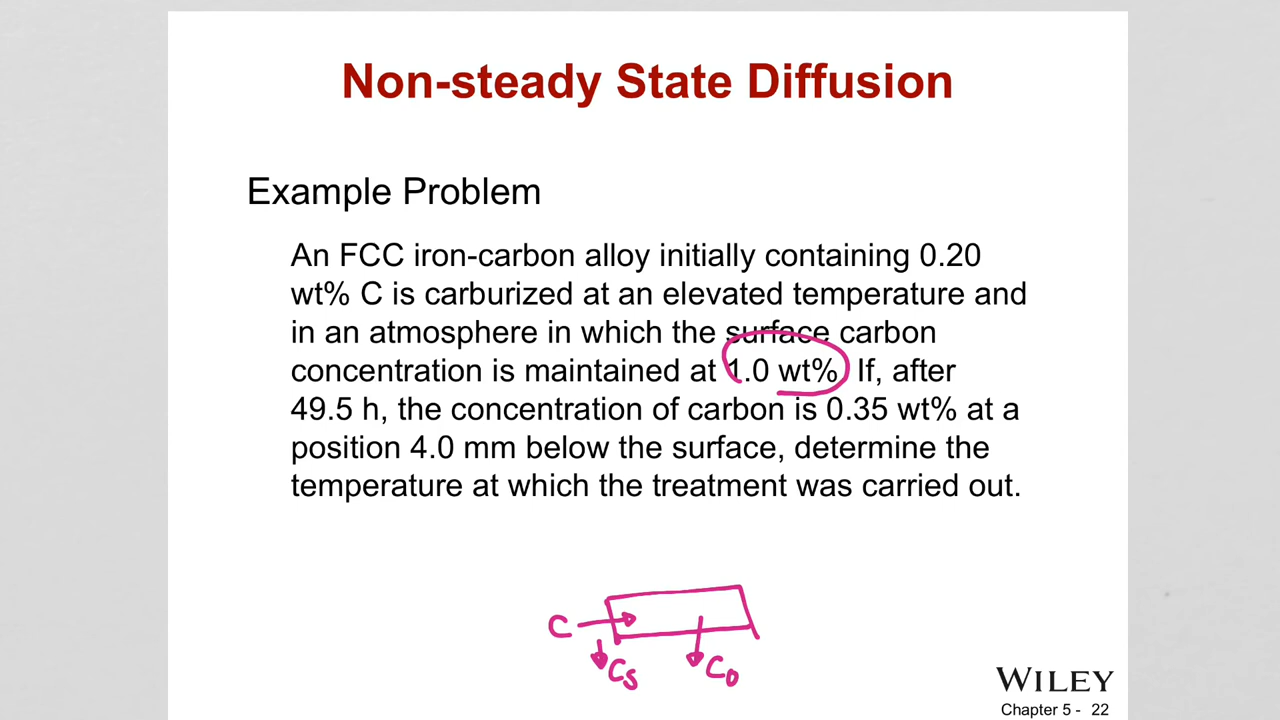 Non-steady State Diffusion
Example Problem
An FCC iron-carbon alloy initially containing 0.20
wt% C is carburized at an elevated temperature and
in an atmosphere in which the surface carbon
concentration is maintained at 1.0 wt% If, after
49.5 h, the concentration of carbon is 0.35 wt% at a
position 4.0 mm below the surface, determine the
temperature at which the treatment was carried out.
C
Cs
Co
WILEY
Chapter 5 - 22